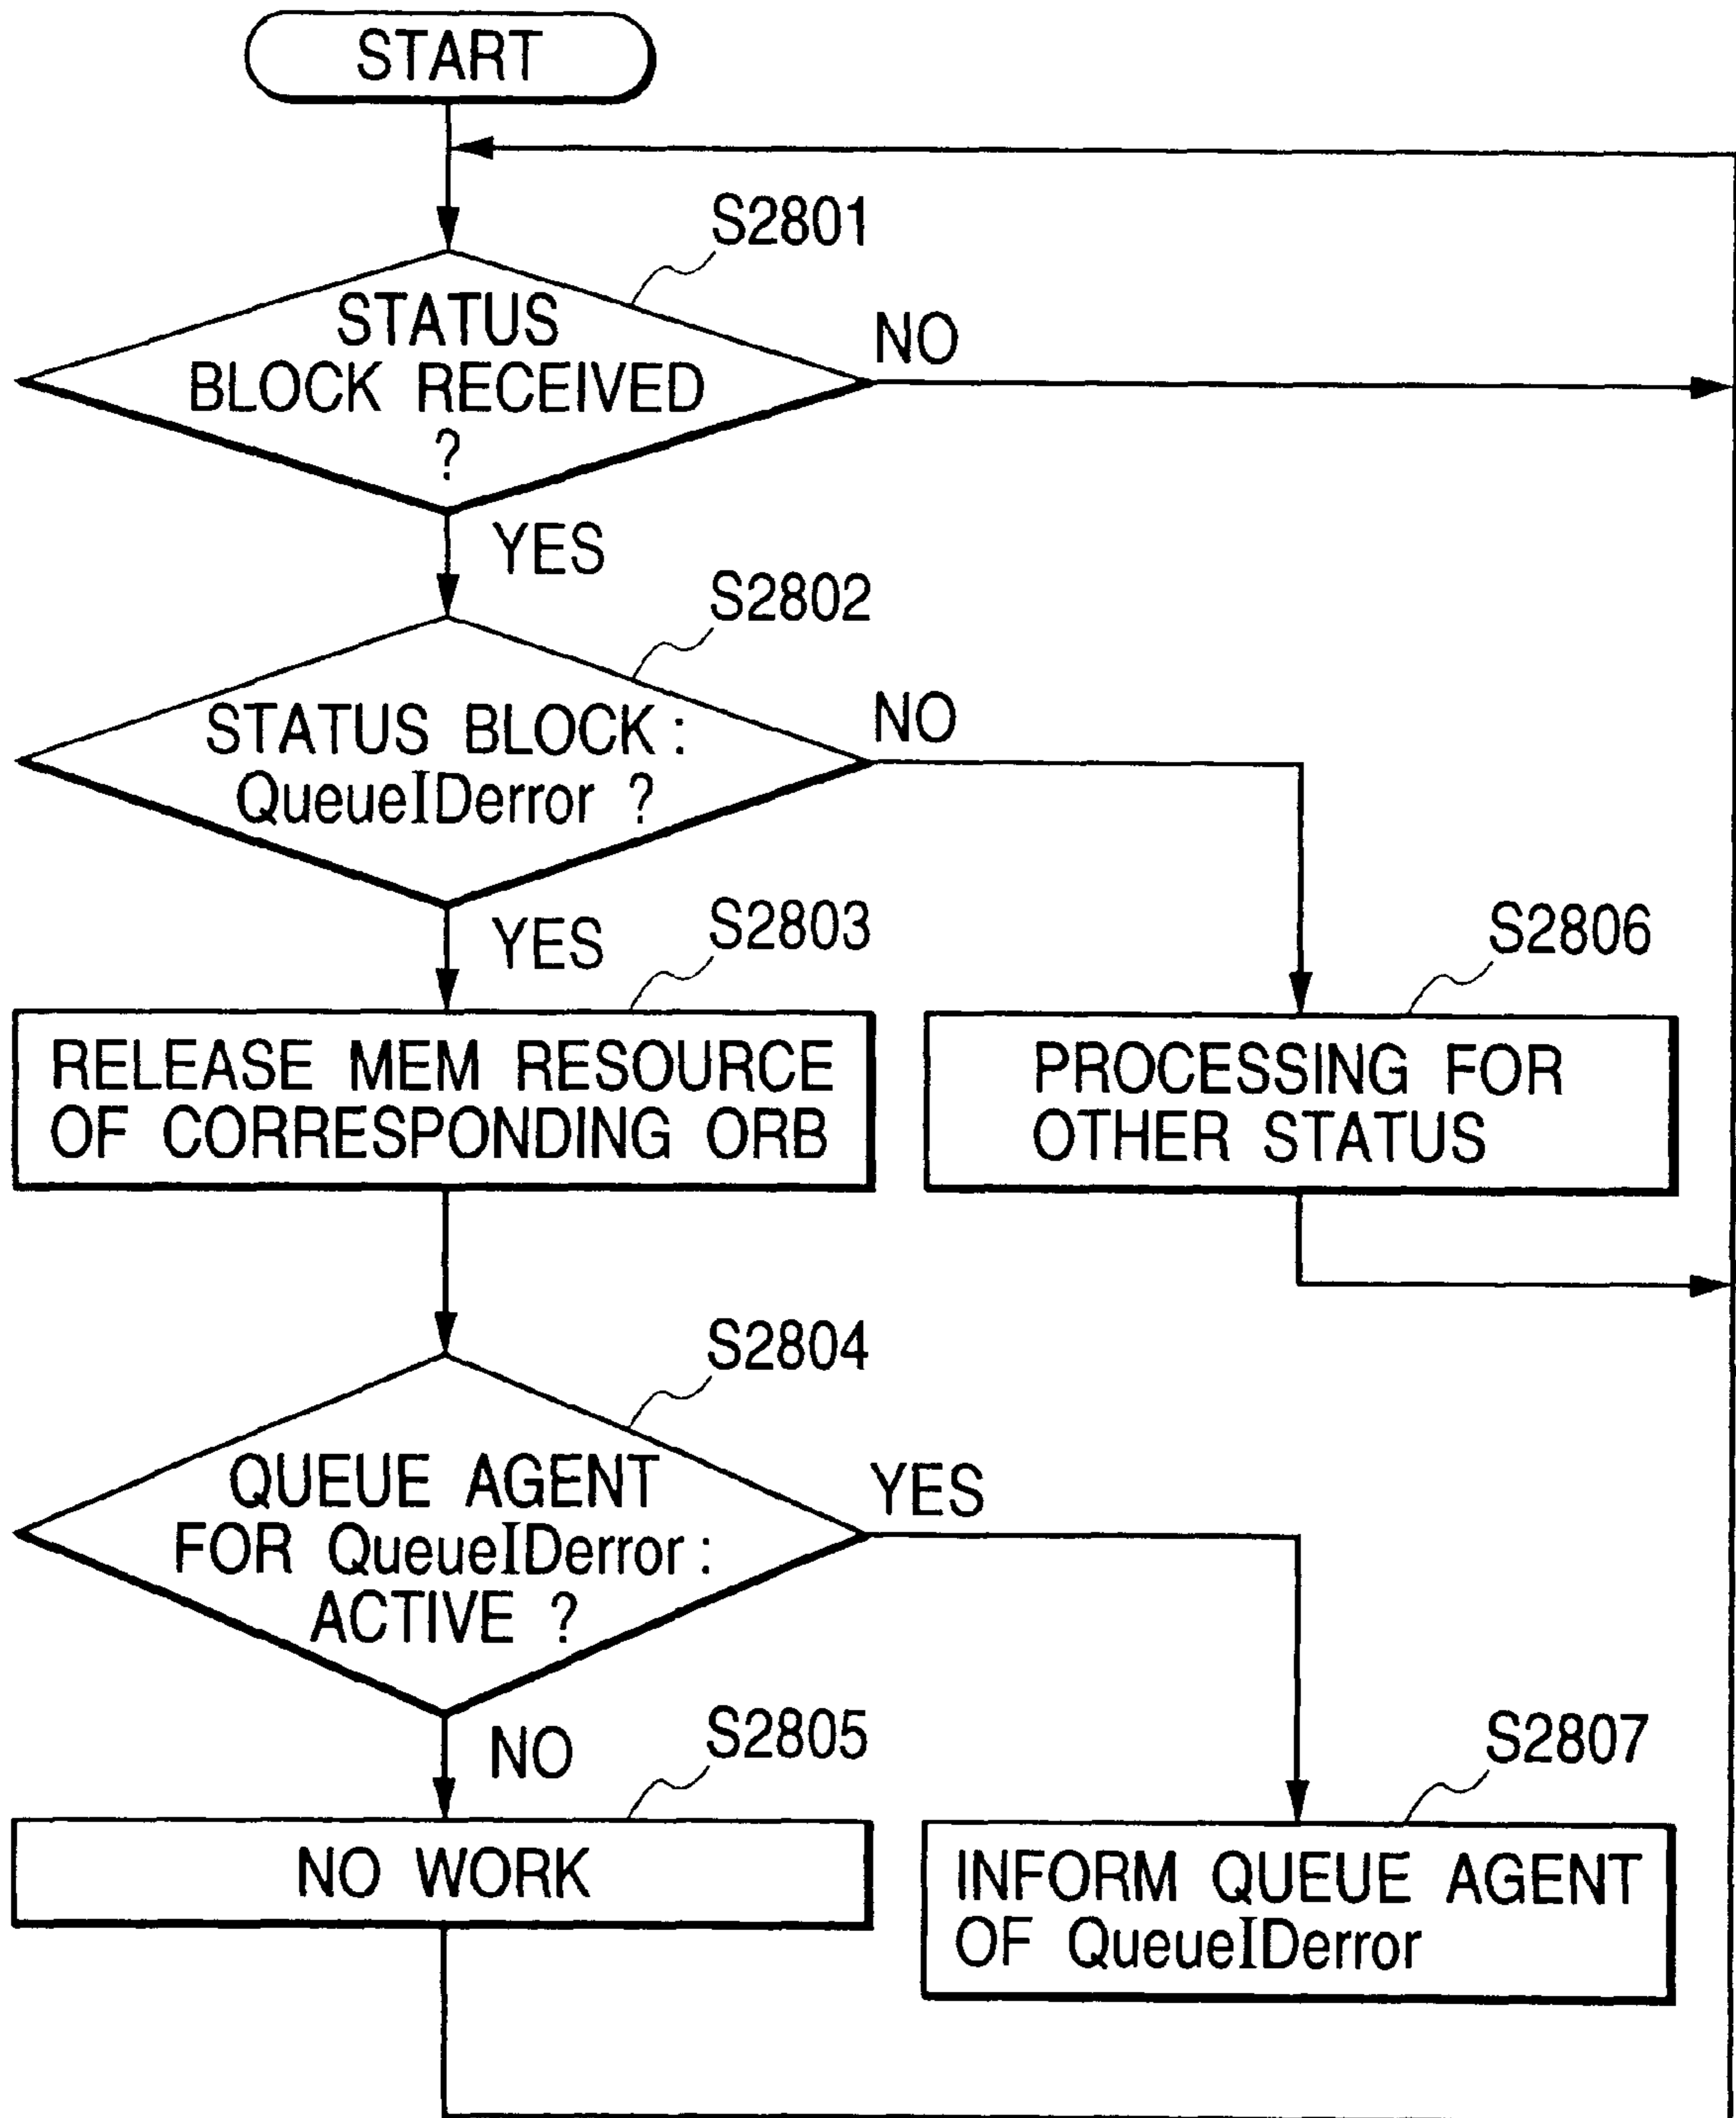 START
S2801
STATUS
BLOCK RECEIVED
?
NO
YES
S2802
STATUS BLOCK :
QueueIDerror ?
NO
YES
S2803
S2806
RELEASE MEM RESOURCE
OF CORRESPONDING ORB
PROCESSING FOR
OTHER STATUS
S2804
QUEUE AGENT
FOR QueueIDerror :
ACTIVE ?
YES
NO
S2805
S2807
NO WORK
INFORM QUEUE AGENT
OF QueueIDerror